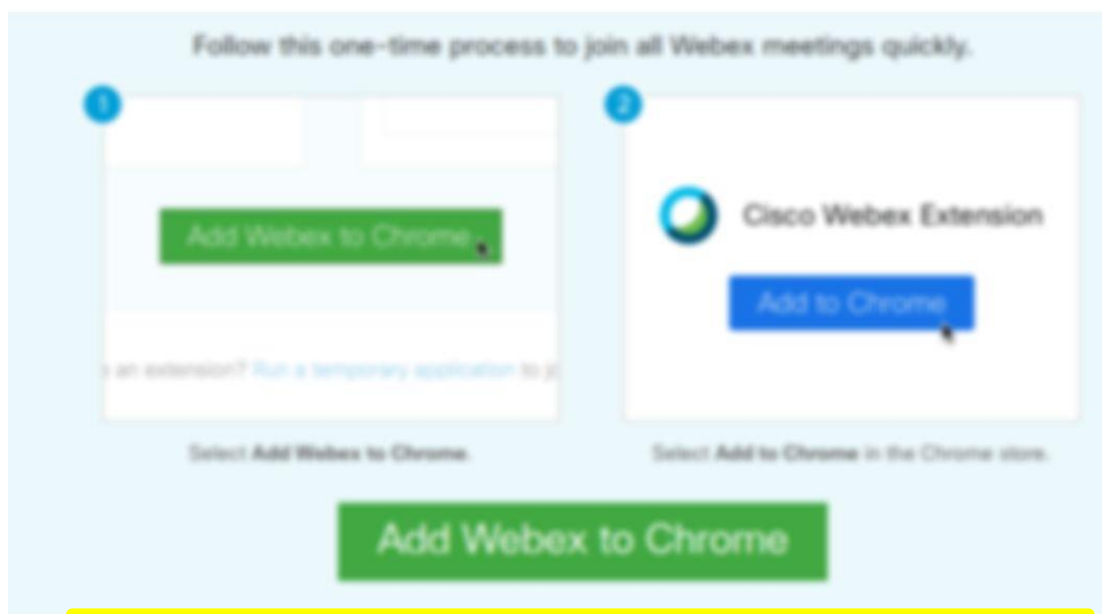 Follow this one-time process to join all Webex meetings quickly.
1
Add Webex to Chrome
an extension? Run a temporary application to
Select Add Webex to Chrome.
2
Cisco Webex Extension
Add to Chrome
Select Add to Chrome in the Chrome store.
Add Webex to Chrome